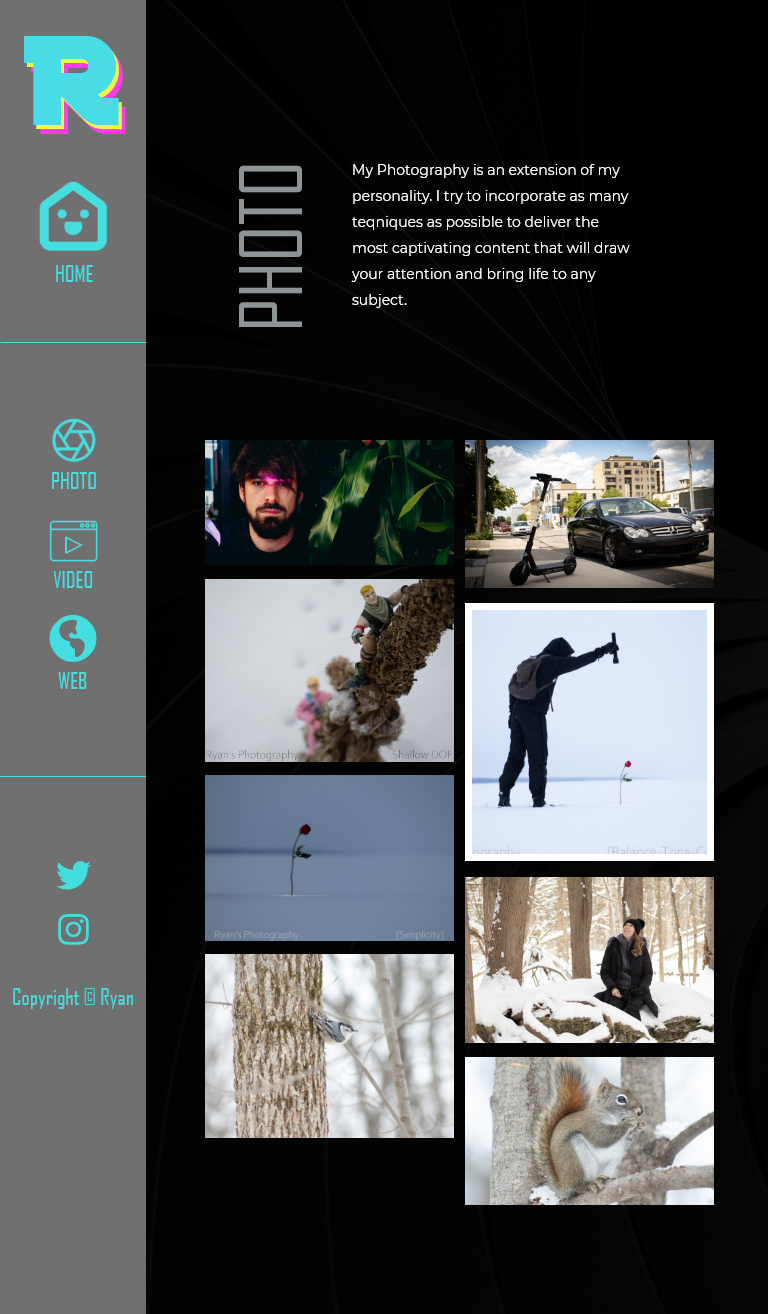 R
HOME
PHOTO
VIDEO
WEB
Copyright © Ryan
PHOTO
My Photography is an extension of my
personality. I try to incorporate as many
teqniques as possible to deliver the
most captivating content that will draw
your attention and bring life to any
subject.
Ryan's Photography
Shallow DOF
Ryan's Photography
[Simplicity]
ography
[Balance-Tone-C